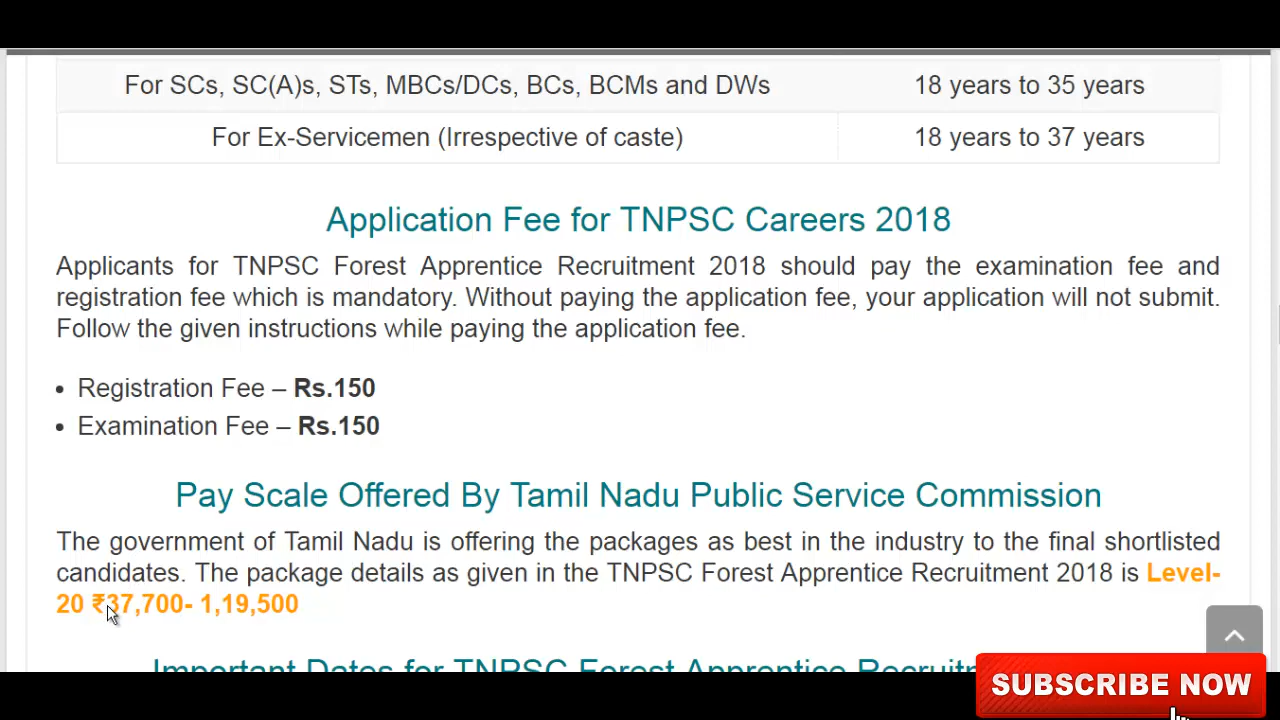 For SCs, SC(A)s, STs, MBCs/DCs, BCs, BCMs and DWs 18 years to 35 years
For Ex-Servicemen (Irrespective of caste) 18 years to 37 years
Application Fee for TNPSC Careers 2018
Applicants for TNPSC Forest Apprentice Recruitment 2018 should pay the examination fee and
registration fee which is mandatory. Without paying the application fee, your application will not submit.
Follow the given instructions while paying the application fee.
• Registration Fee – Rs.150
• Examination Fee – Rs.150
Pay Scale Offered By Tamil Nadu Public Service Commission
The government of Tamil Nadu is offering the packages as best in the industry to the final shortlisted
candidates. The package details as given in the TNPSC Forest Apprentice Recruitment 2018 is Level-
20 ₹37,700- 1,19,500
Important Dates for TNPSC Forest Apprentice
SUBSCRIBE NOW